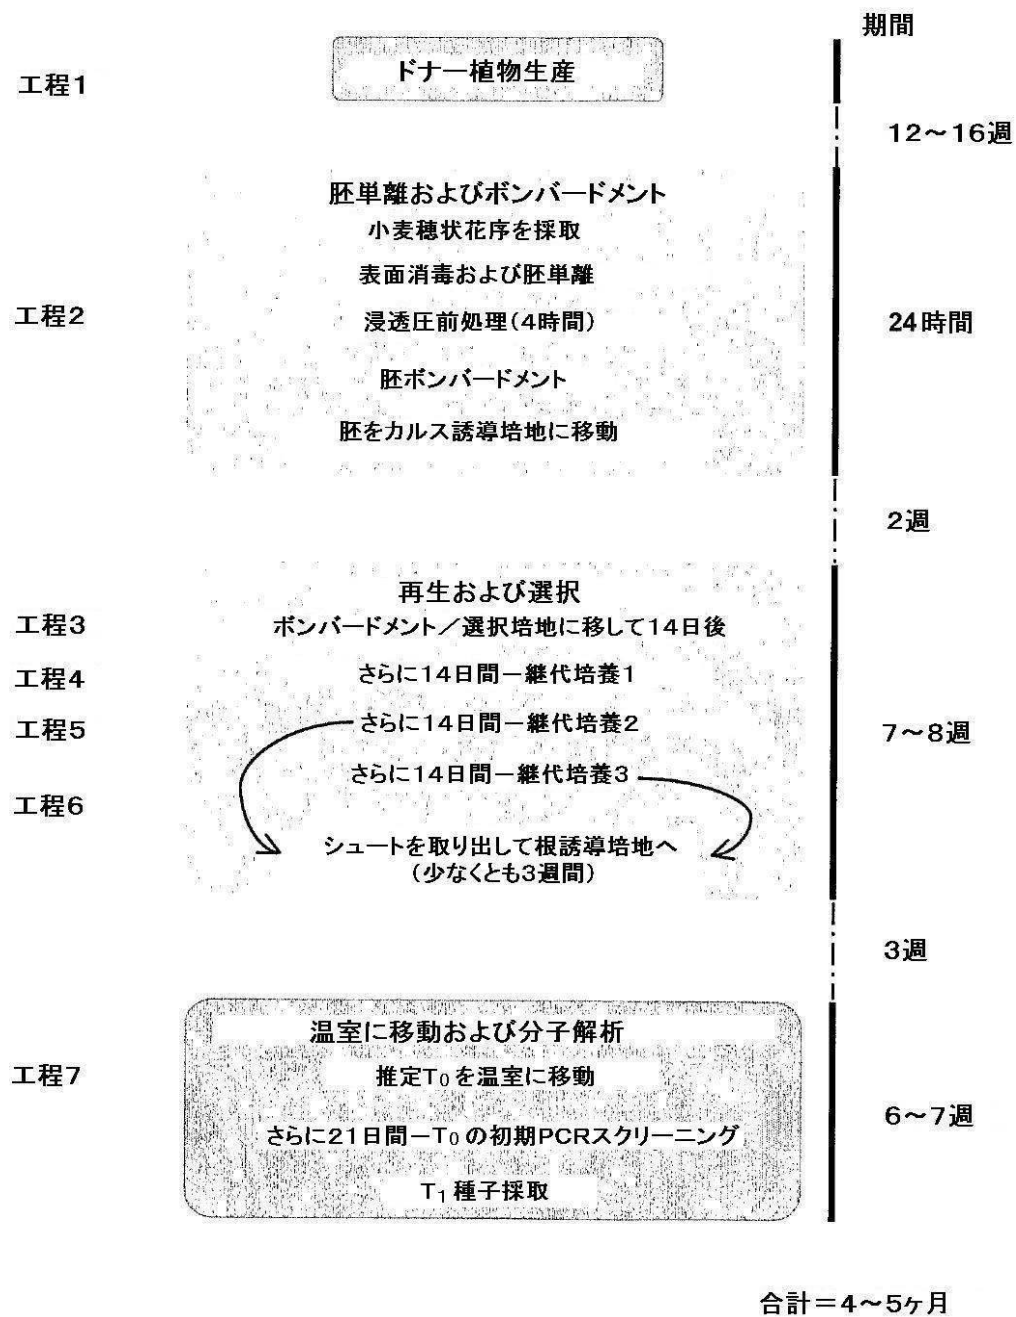 期間
工程1
ドナー植物生産
12～16週
胚単離およびボンバードメント
小麦穂状花序を採取
表面消毒および胚単離
工程2
浸透圧前処理(4時間)
24時間
胚ボンバードメント
胚をカルス誘導培地に移動
2週
再生および選択
工程3
ボンバードメント／選択培地に移して14日後
工程4
さらに14日間－継代培養1
工程5
さらに14日間－継代培養2
7～8週
さらに14日間－継代培養3
工程6
シュートを取り出して根誘導培地へ
(少なくとも3週間)
3週
温室に移動および分子解析
工程7
推定T0を温室に移動
6～7週
さらに21日間－T0の初期PCRスクリーニング
T1種子採取
合計＝4～5ヶ月